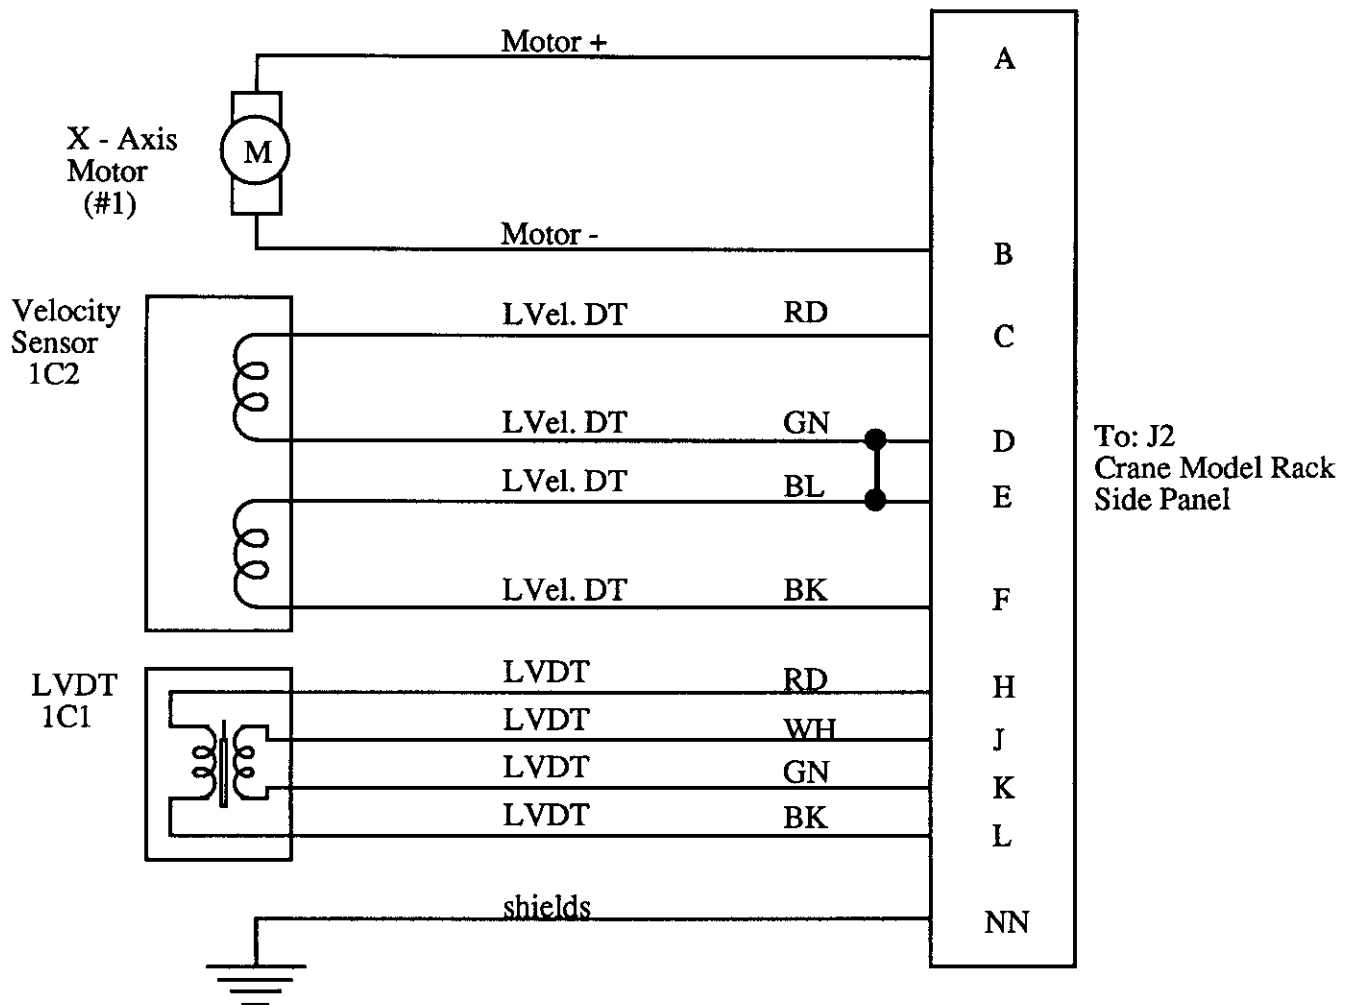 Motor +
A
X - Axis
Motor
(#1)
M
Motor -
B
Velocity
Sensor
1C2
LVel. DT RD
C
LVel. DT GN
D
LVel. DT BL
E
To: J2
Crane Model Rack
Side Panel
LVel. DT BK
F
LVDT
1C1
LVDT RD
H
LVDT WH
J
LVDT GN
K
LVDT BK
L
shields
NN